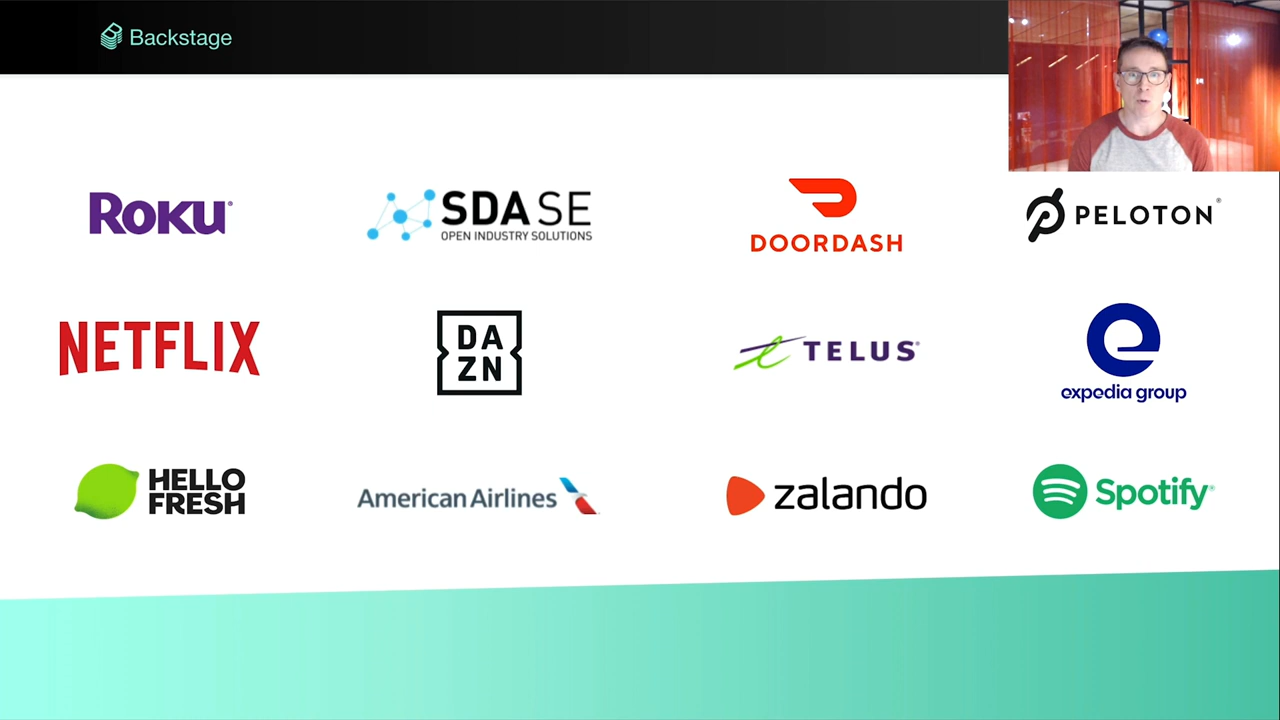 Backstage
ROKU®
SDA SE
OPEN INDUSTRY SOLUTIONS
DOORDASH
PELOTON®
NETFLIX
DA
ZN
TELUS®
expedia group
HELLO
FRESH
American Airlines
zalando
Spotify®